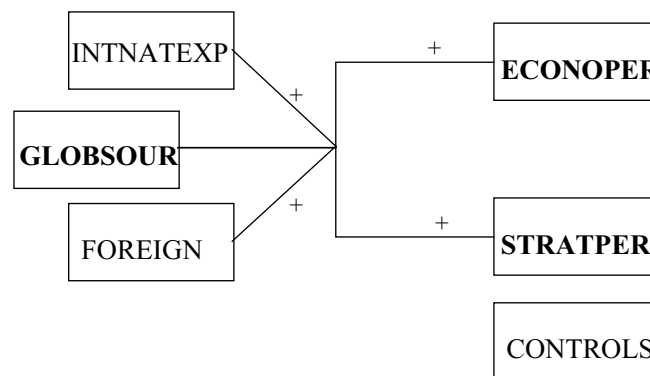 INTNATEXP
+
+
ECONOPER
GLOBSOUR
+
FOREIGN
+
STRATPER
CONTROLS